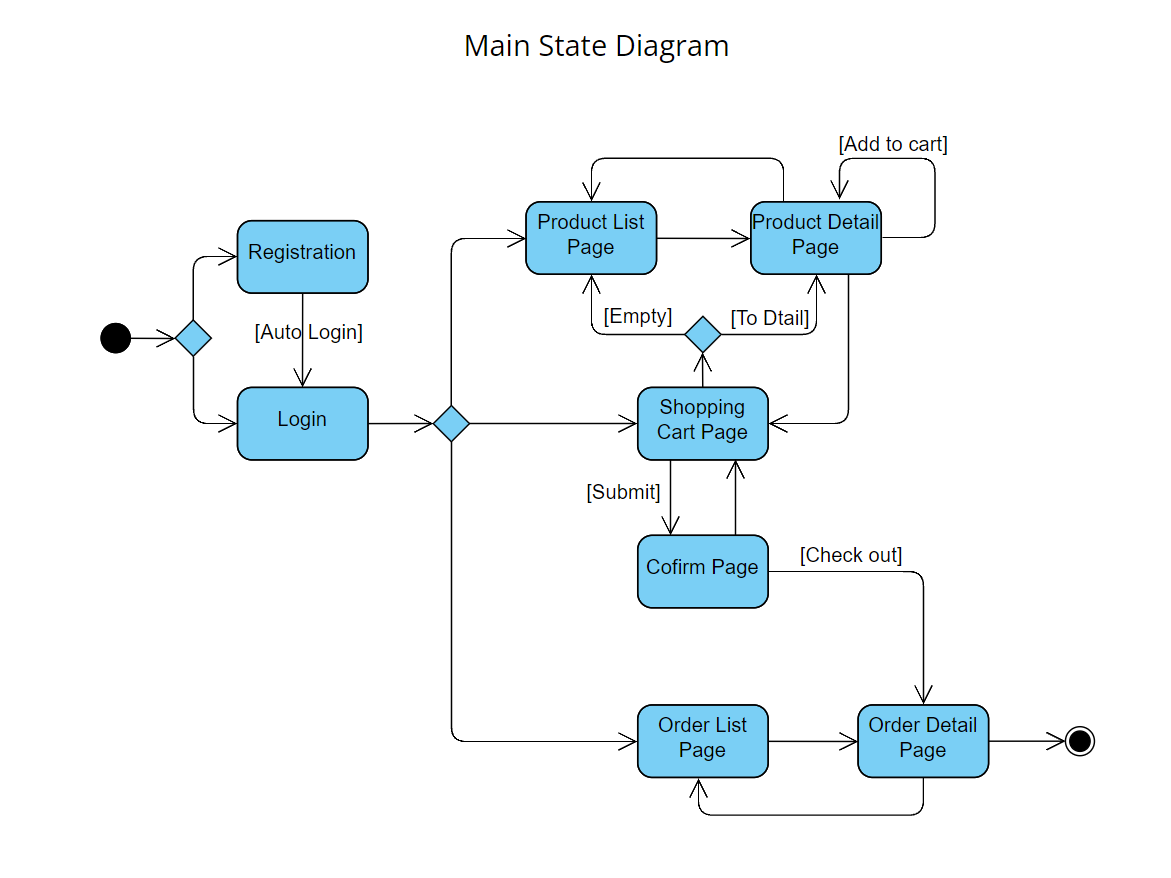 Main State Diagram
[Add to cart]
Product List
Page
Product Detail
Page
Registration
[Empty]
[To Dtail]
[Auto Login]
Login
Shopping
Cart Page
[Submit]
Cofirm Page
[Check out]
Order List
Page
Order Detail
Page